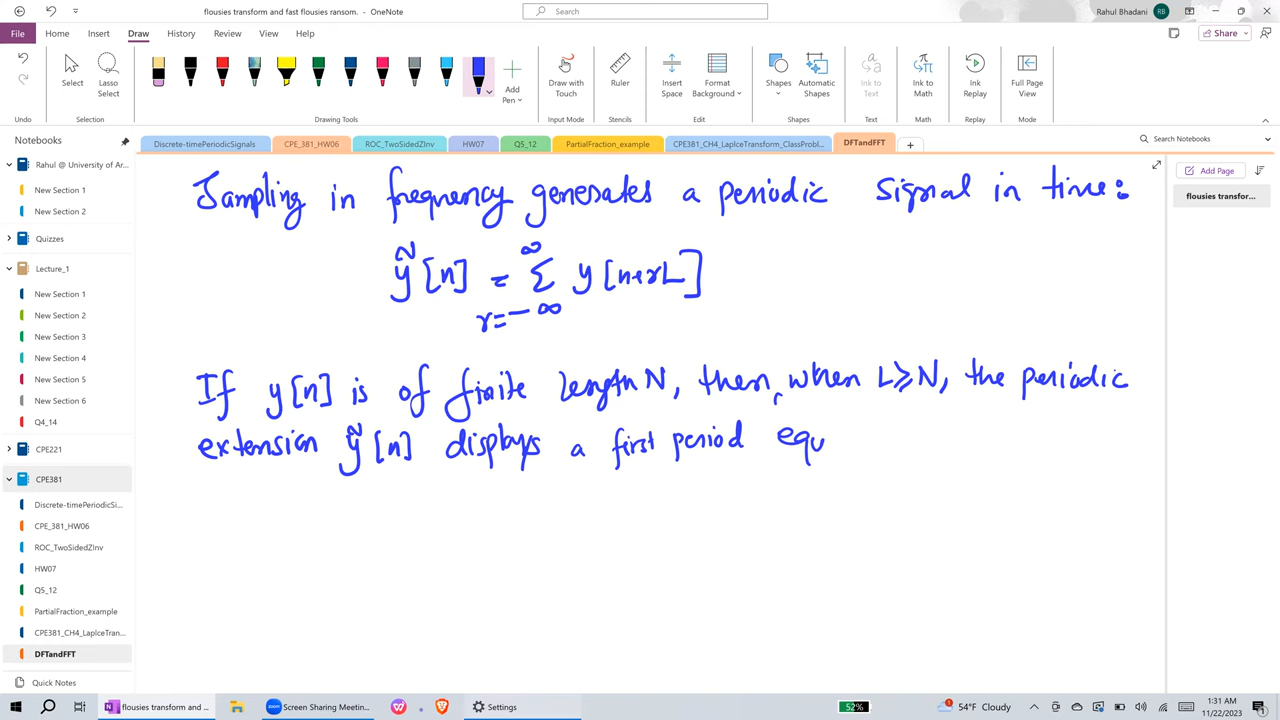 flousies transform and fast flousies ransom. - OneNote
Search
Rahul Bhadani RB
File Home Insert Draw History Review View Help
Share
Select
Lasso Select
Add Pen
Draw with Touch
Ruler
Insert Space
Format Background
Shapes
Automatic Shapes
Ink to Text
Ink to Math
Ink Replay
Full Page View
Undo Selection Drawing Tools Input Mode Stencils Edit Shapes Text Math Replay Mode
Notebooks
Discrete-timePeriodicSignals CPE_381_HW06 ROC_TwoSidedZInv HW07 Q5_12 PartialFraction_example CPE381_CH4_LaplceTransform_ClassProbl... DFTandFFT
Search Notebooks
Rahul @ University of Ar...
New Section 1
New Section 2
Quizzes
Lecture_1
New Section 1
New Section 2
New Section 3
New Section 4
New Section 5
New Section 6
Q4_14
CPE221
CPE381
Discrete-timePeriodicSi...
CPE_381_HW06
ROC_TwoSidedZInv
HW07
Q5_12
PartialFraction_example
CPE381_CH4_LaplceTran...
DFTandFFT
Quick Notes
Sampling in frequency generates a periodic signal in time:
ỹ[n] = ∑_{r=-∞}^{∞} y[n+rL]
If y[n] is of finite length N, then, when L≥N, the periodic
extension ỹ[n] displays a first period equ
Add Page
flousies transfor...
flousies transform and ...
Screen Sharing Meetin...
Settings
52%
54°F Cloudy
1:31 AM
11/22/2023